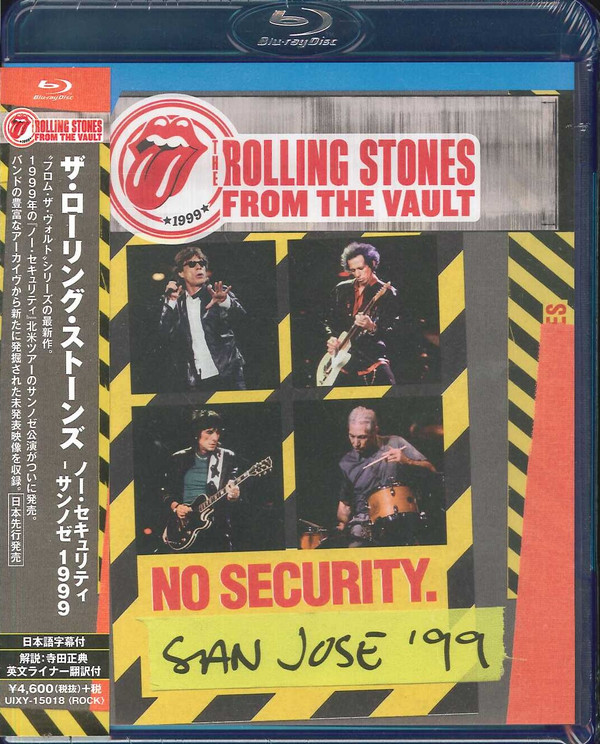 Blu-ray Disc
Blu-ray Disc
ROLLING STONES
FROM THE VAULT
ザ・ローリング・ストーンズ
ノー・セキュリティ
- サンノゼ 1999
“フロム・ザ・ヴォルト”シリーズの最新作。
1999年の「ノー・セキュリティ」北米ツアーのサンノゼ公演がついに発売。
バンドの豊富なアーカイヴから新たに発掘された未発表映像を収録。
日本先行発売
日本語字幕付
解説:寺田正典
英文ライナー翻訳付
¥4,600(税抜)+税
UIXY-15018 (ROCK)
THE
ROLLING STONES
FROM THE VAULT
★1999★
ES
NO SECURITY.
SAN JOSE '99